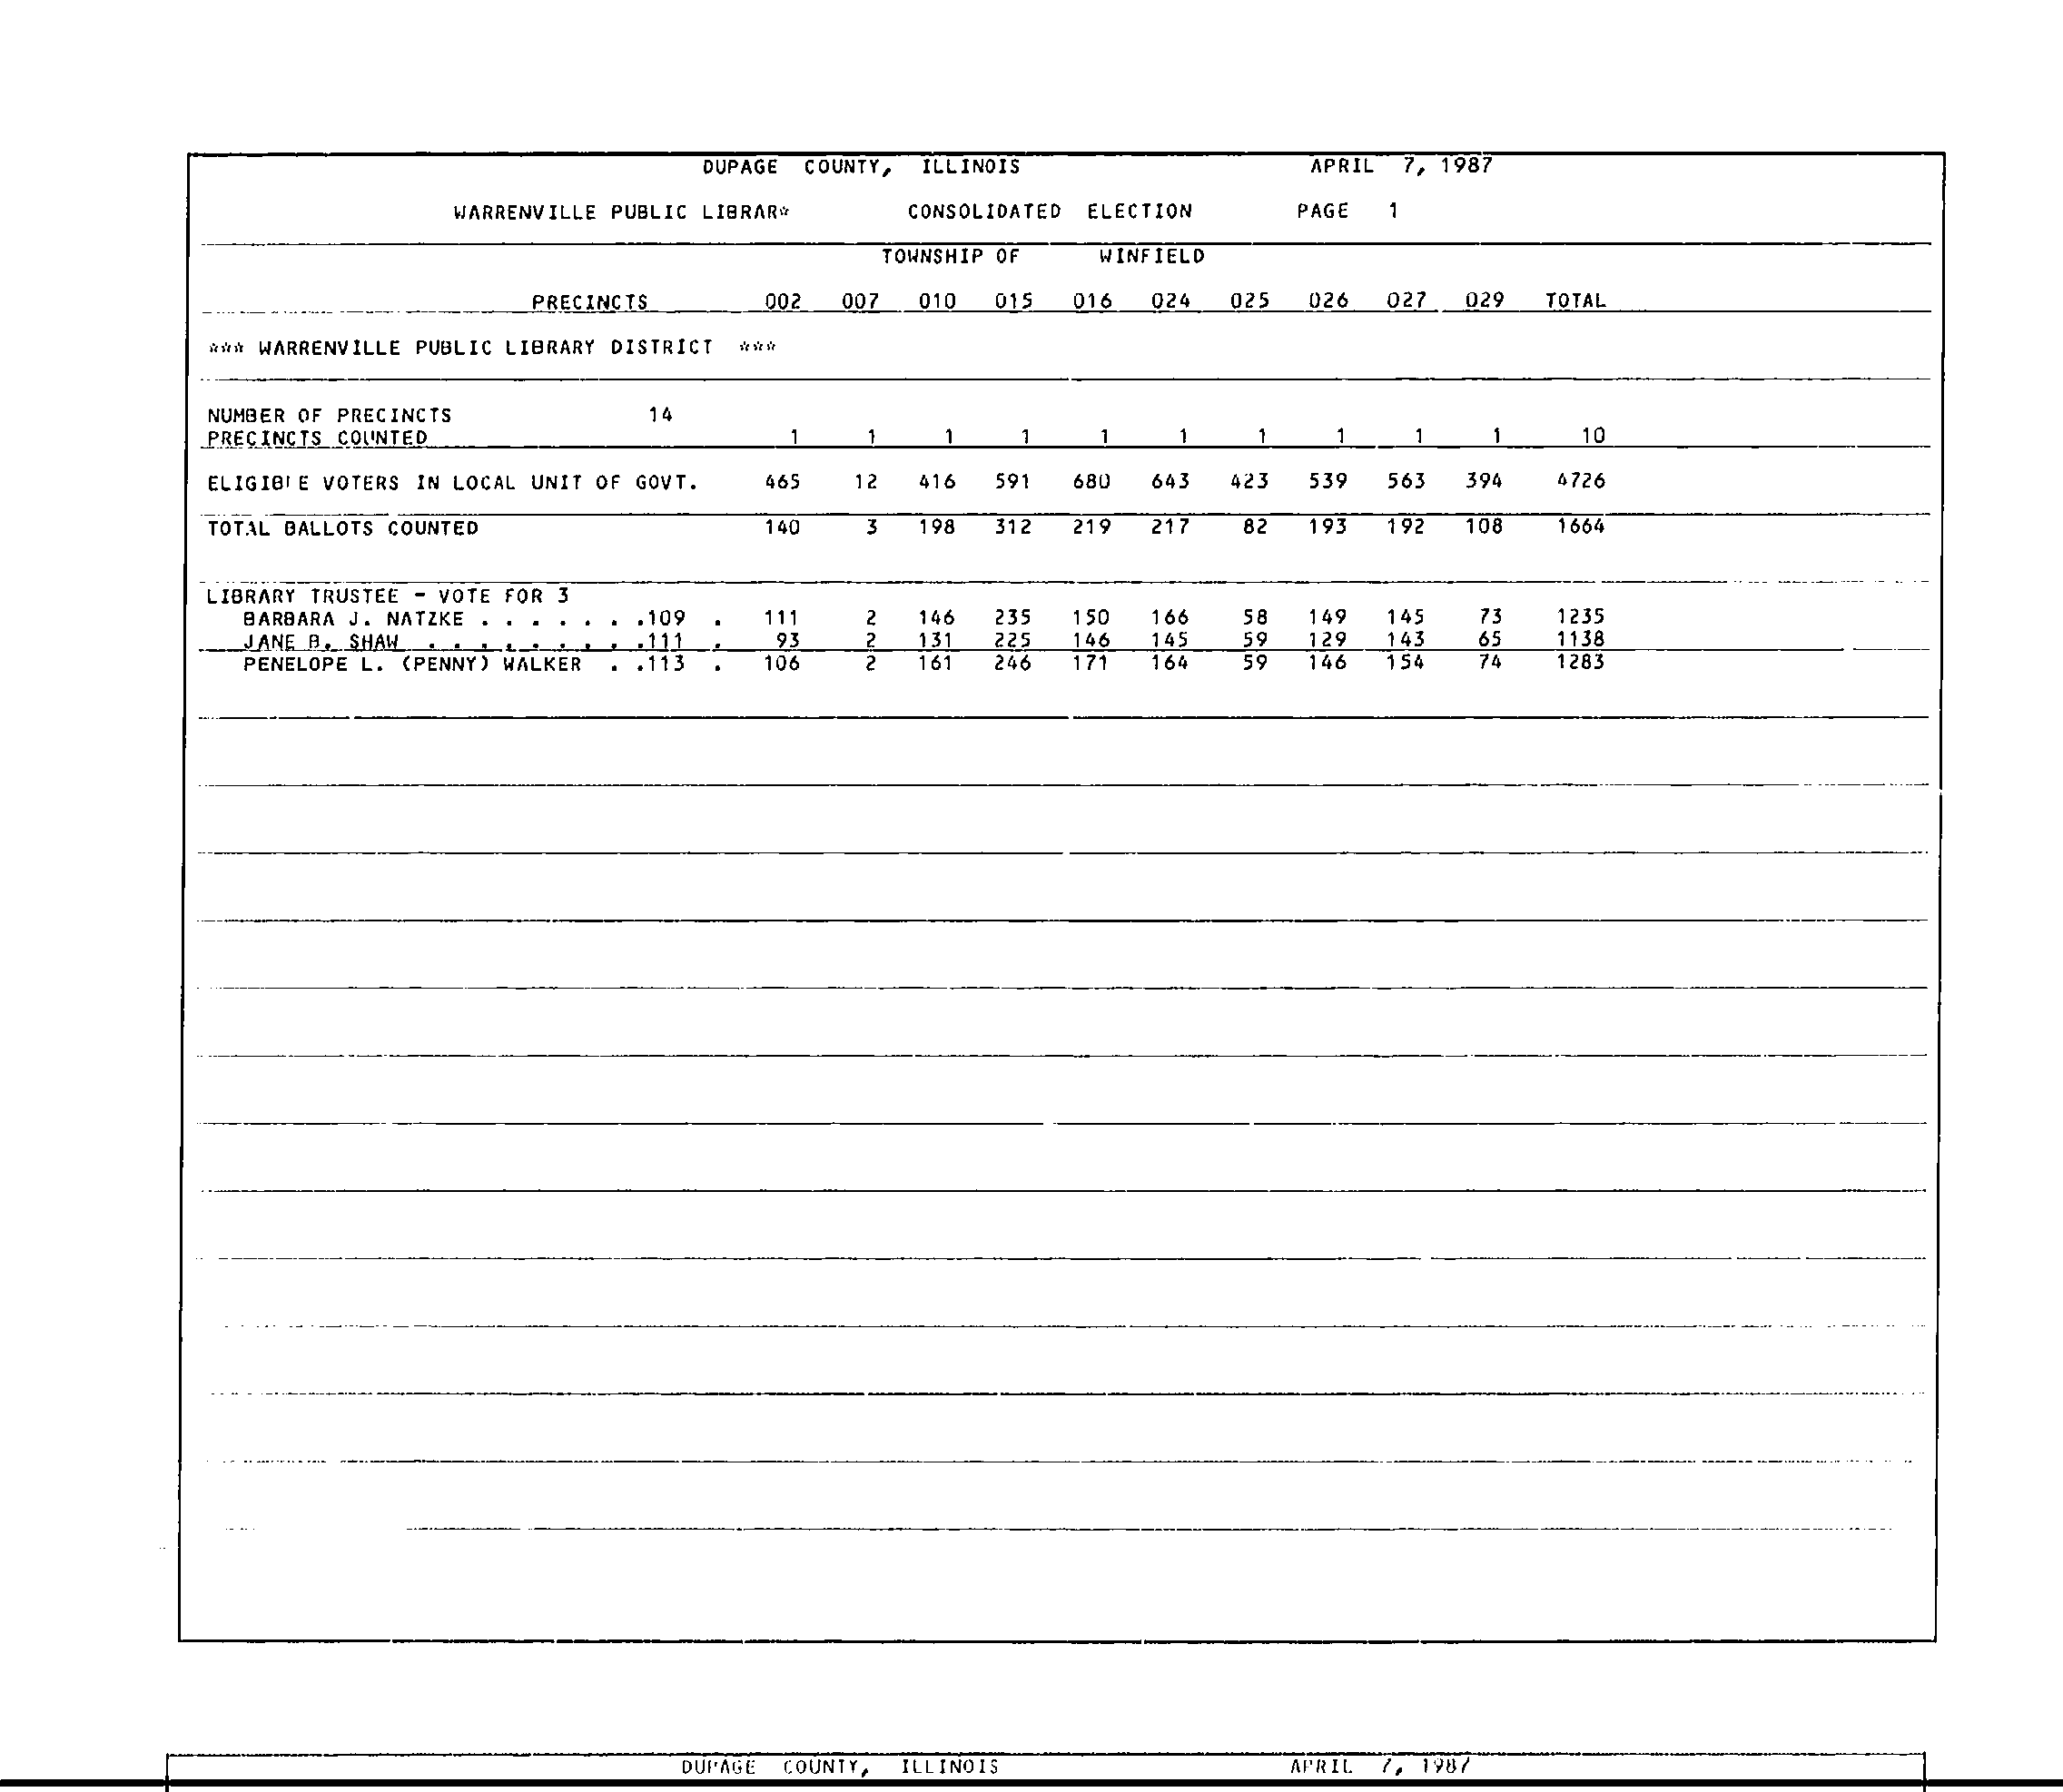 DUPAGE COUNTY, ILLINOIS APRIL 7, 1987
WARRENVILLE PUBLIC LIBRAR* CONSOLIDATED ELECTION PAGE 1
TOWNSHIP OF WINFIELD
PRECINCTS 002 007 010 015 016 024 025 026 027 029 TOTAL
*** WARRENVILLE PUBLIC LIBRARY DISTRICT ***
NUMBER OF PRECINCTS 14
PRECINCTS COUNTED 1 1 1 1 1 1 1 1 1 1 10
ELIGIBLE VOTERS IN LOCAL UNIT OF GOVT. 465 12 416 591 680 643 423 539 563 394 4726
TOTAL BALLOTS COUNTED 140 3 198 312 219 217 82 193 192 108 1664
LIBRARY TRUSTEE - VOTE FOR 3
BARBARA J. NATZKE . . . . . . .109 . 111 2 146 235 150 166 58 149 145 73 1235
JANE B. SHAW . . . . . . . . .111 . 93 2 131 225 146 145 59 129 143 65 1138
PENELOPE L. (PENNY) WALKER . .113 . 106 2 161 246 171 164 59 146 154 74 1283
DUPAGE COUNTY, ILLINOIS APRIL 7, 1987